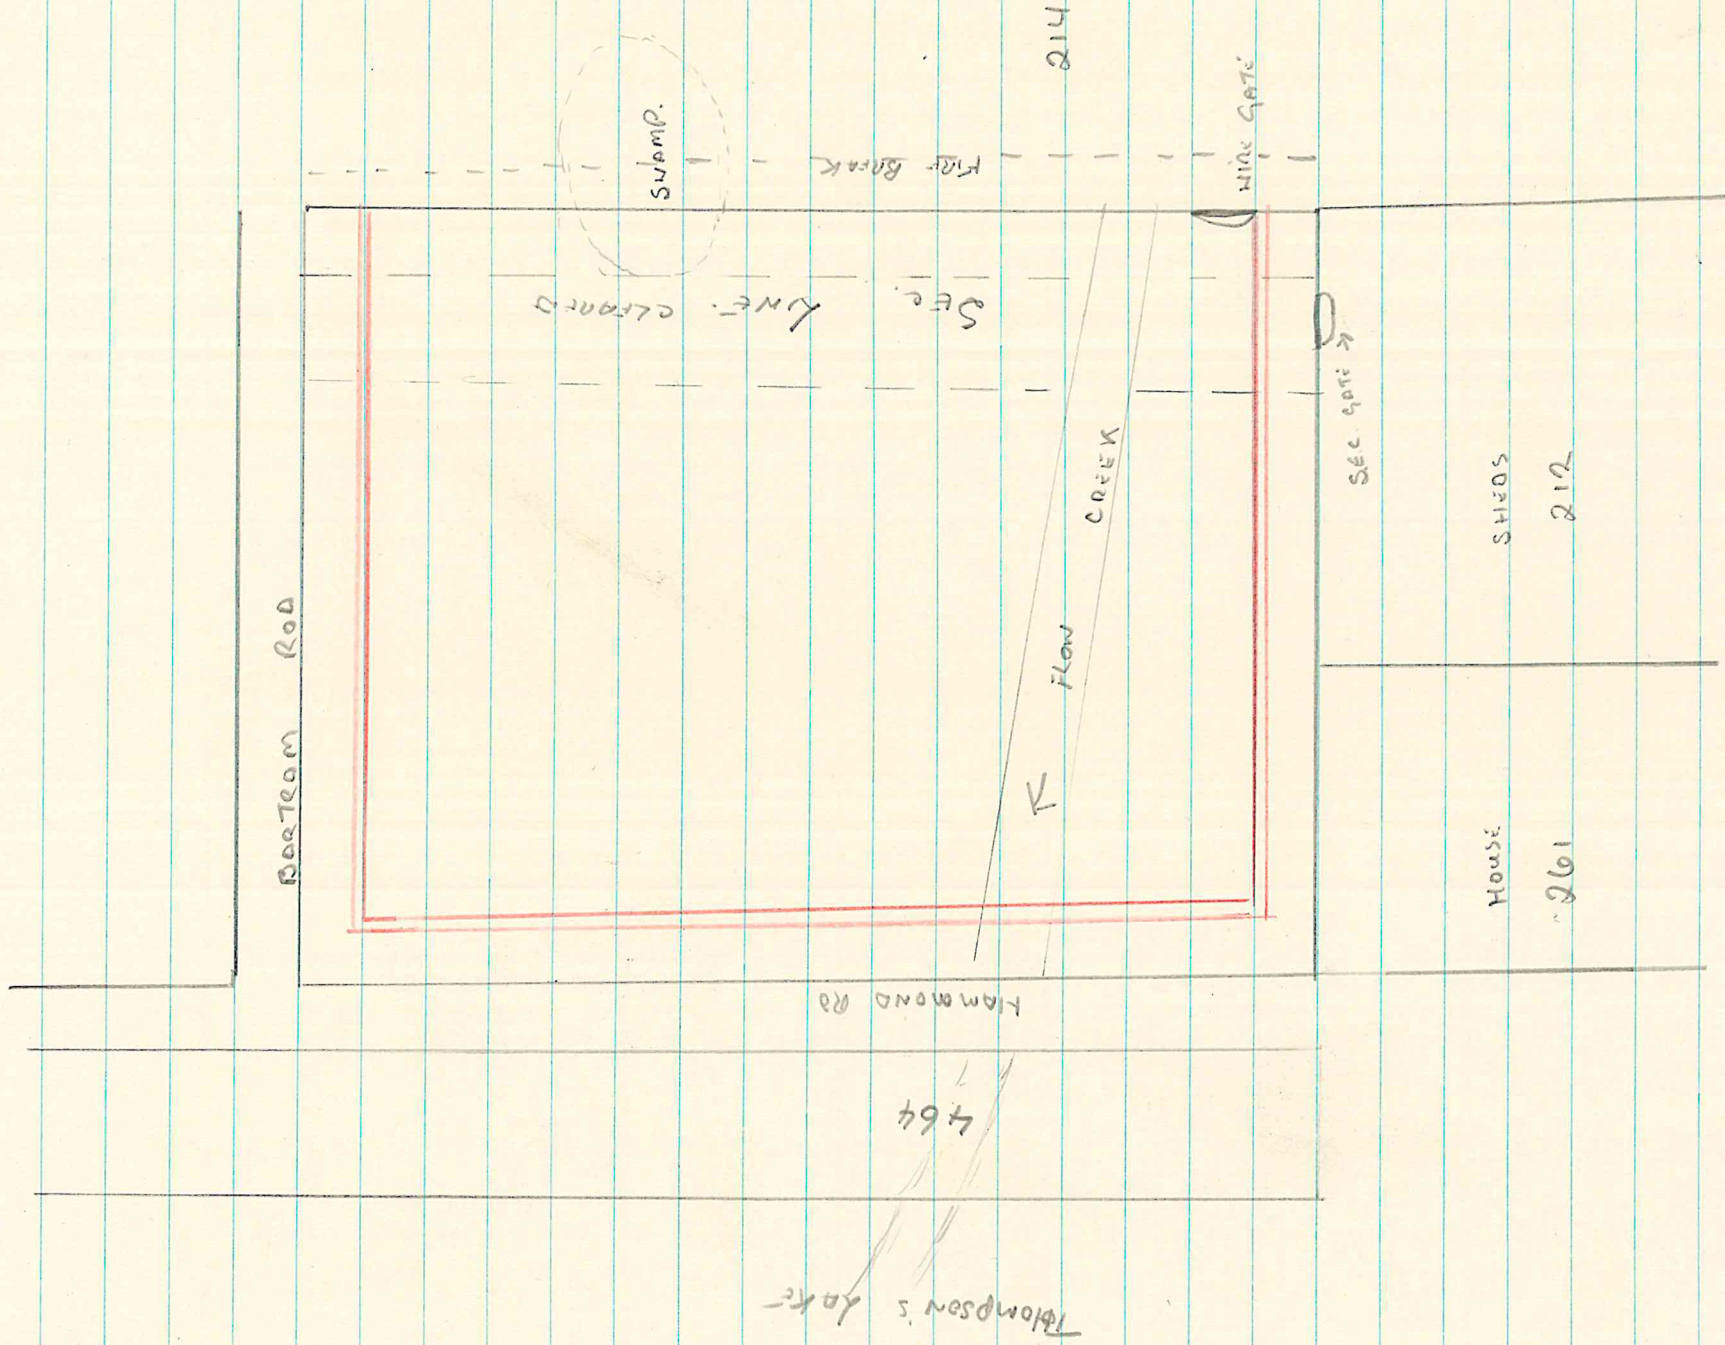 214
WIRE GATE
SWAMP.
FIRE BREAK
SEC. LINE. CLEARED
SEC GATE
CREEK
FLOW
SHEDS
212
BARTRAM ROD
HOUSE
261
HAMMOND RD
464
THOMPSON'S LAKE